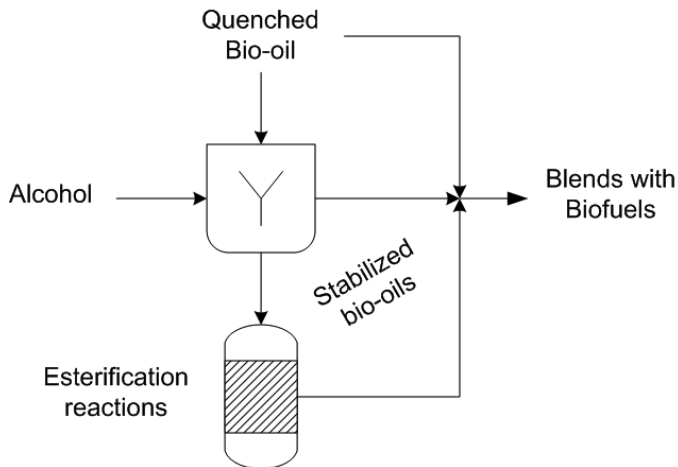 Quenched
Bio-oil
Alcohol
Blends with
Biofuels
Stabilized
bio-oils
Esterification
reactions